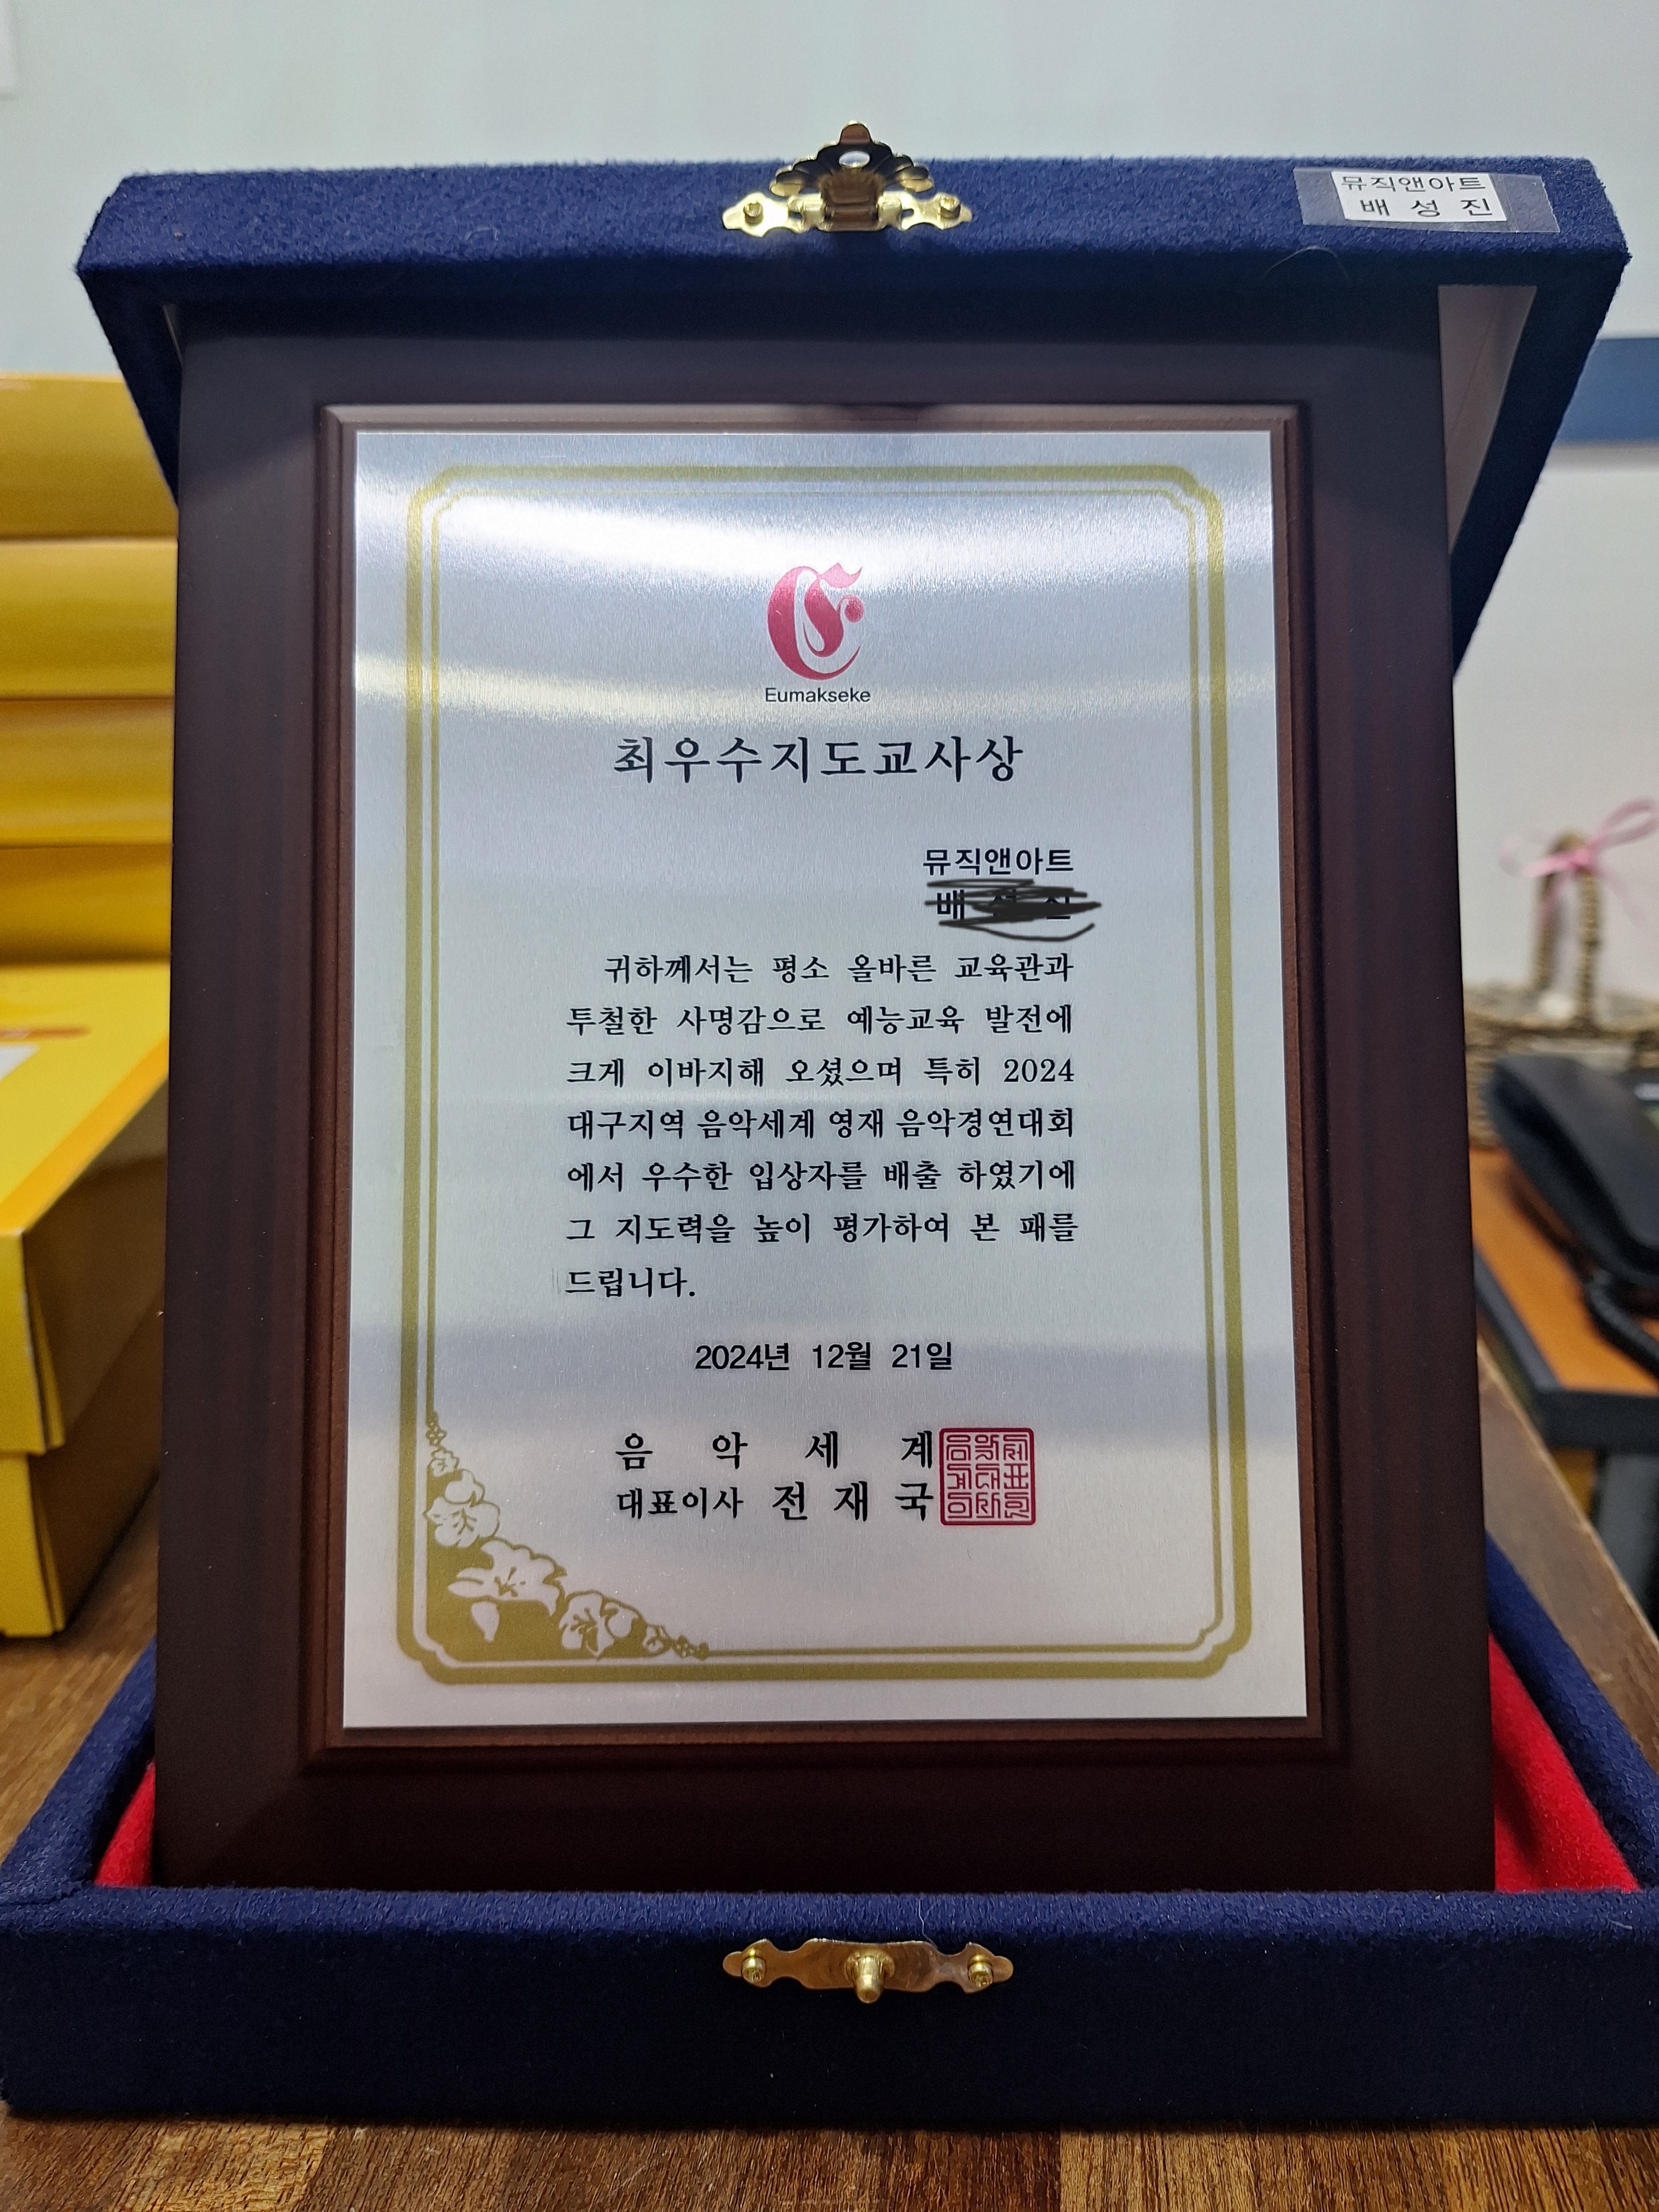 뮤직앤아트
배 성 진
Eumakseke
최우수지도교사상
뮤직앤아트
배
귀하께서는 평소 올바른 교육관과
투철한 사명감으로 예능교육 발전에
크게 이바지해 오셨으며 특히 2024
대구지역 음악세계 영재 음악경연대회
에서 우수한 입상자를 배출 하였기에
그 지도력을 높이 평가하여 본 패를
드립니다.
2024년 12월 21일
음 악 세 계
대표이사 전 재 국